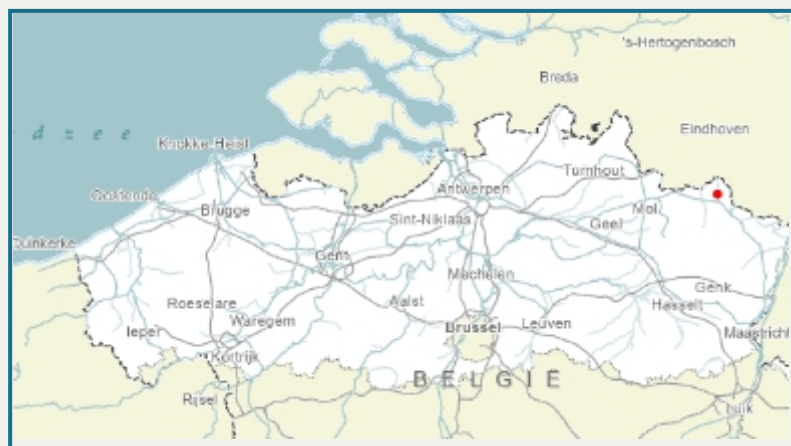 's-Hertogenbosch
Breda
dzee
Eindhoven
Knokke-Heist
Turnhout
Antwerpen
Oostende
Mol
Brugge
Sint-Niklaas
Geel
Duinkerke
Gent
Mechelen
Genk
Roeselare
Aalst
Hasselt
Ieper
Waregem
Brussel
Leuven
Maastricht
Kortrijk
BELGIË
Rijsel
Luik